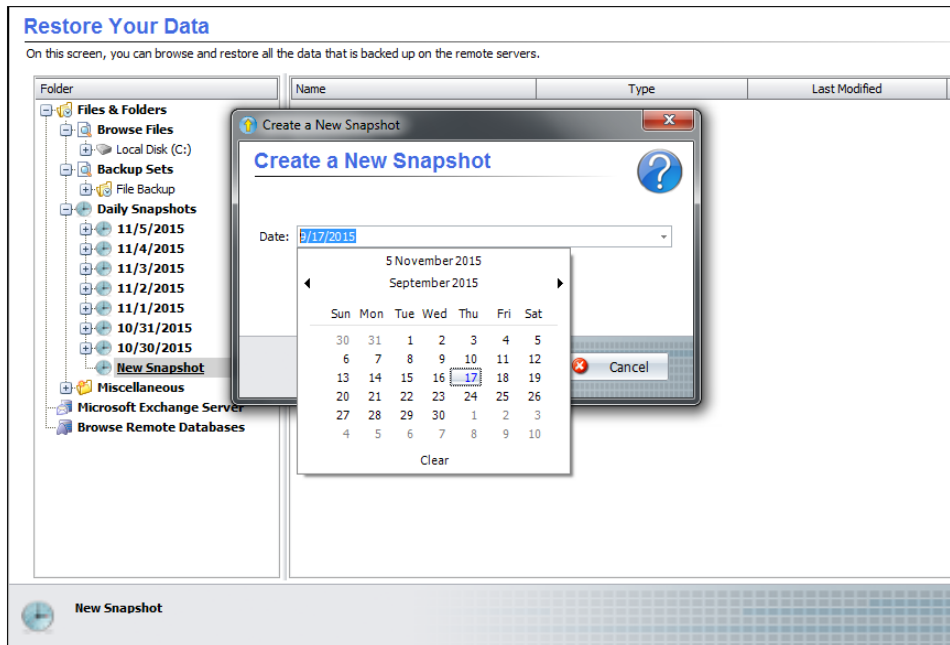 Restore Your Data
On this screen, you can browse and restore all the data that is backed up on the remote servers.
Folder
Name Type Last Modified
Files & Folders
Browse Files
Local Disk (C:)
Backup Sets
File Backup
Daily Snapshots
11/5/2015
11/4/2015
11/3/2015
11/2/2015
11/1/2015
10/31/2015
10/30/2015
New Snapshot
Miscellaneous
Microsoft Exchange Server
Browse Remote Databases
Create a New Snapshot
Create a New Snapshot
Date: 9/17/2015
5 November 2015
September 2015
Sun Mon Tue Wed Thu Fri Sat
30 31 1 2 3 4 5
6 7 8 9 10 11 12
13 14 15 16 17 18 19
20 21 22 23 24 25 26
27 28 29 30 1 2 3
4 5 6 7 8 9 10
Clear
Cancel
New Snapshot